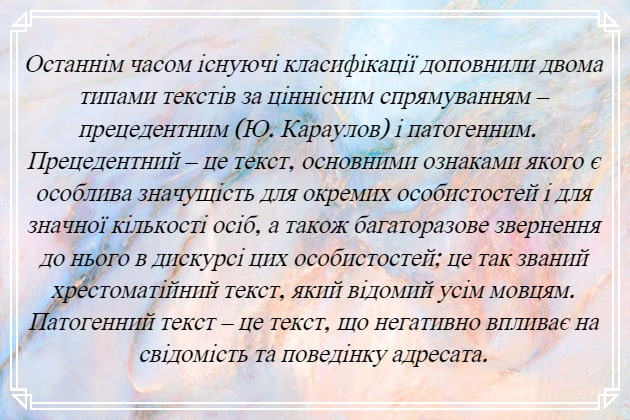 Останнім часом існуючі класифікації доповнили двома
типами текстів за ціннісним спрямуванням –
прецедентним (Ю. Караулов) і патогенним.
Прецедентний – це текст, основними ознаками якого є
особлива значущість для окремих особистостей і для
значної кількості осіб, а також багаторазове звернення
до нього в дискурсі цих особистостей; це так званий
хрестоматійний текст, який відомий усім мовцям.
Патогенний текст – це текст, що негативно впливає на
свідомість та поведінку адресата.